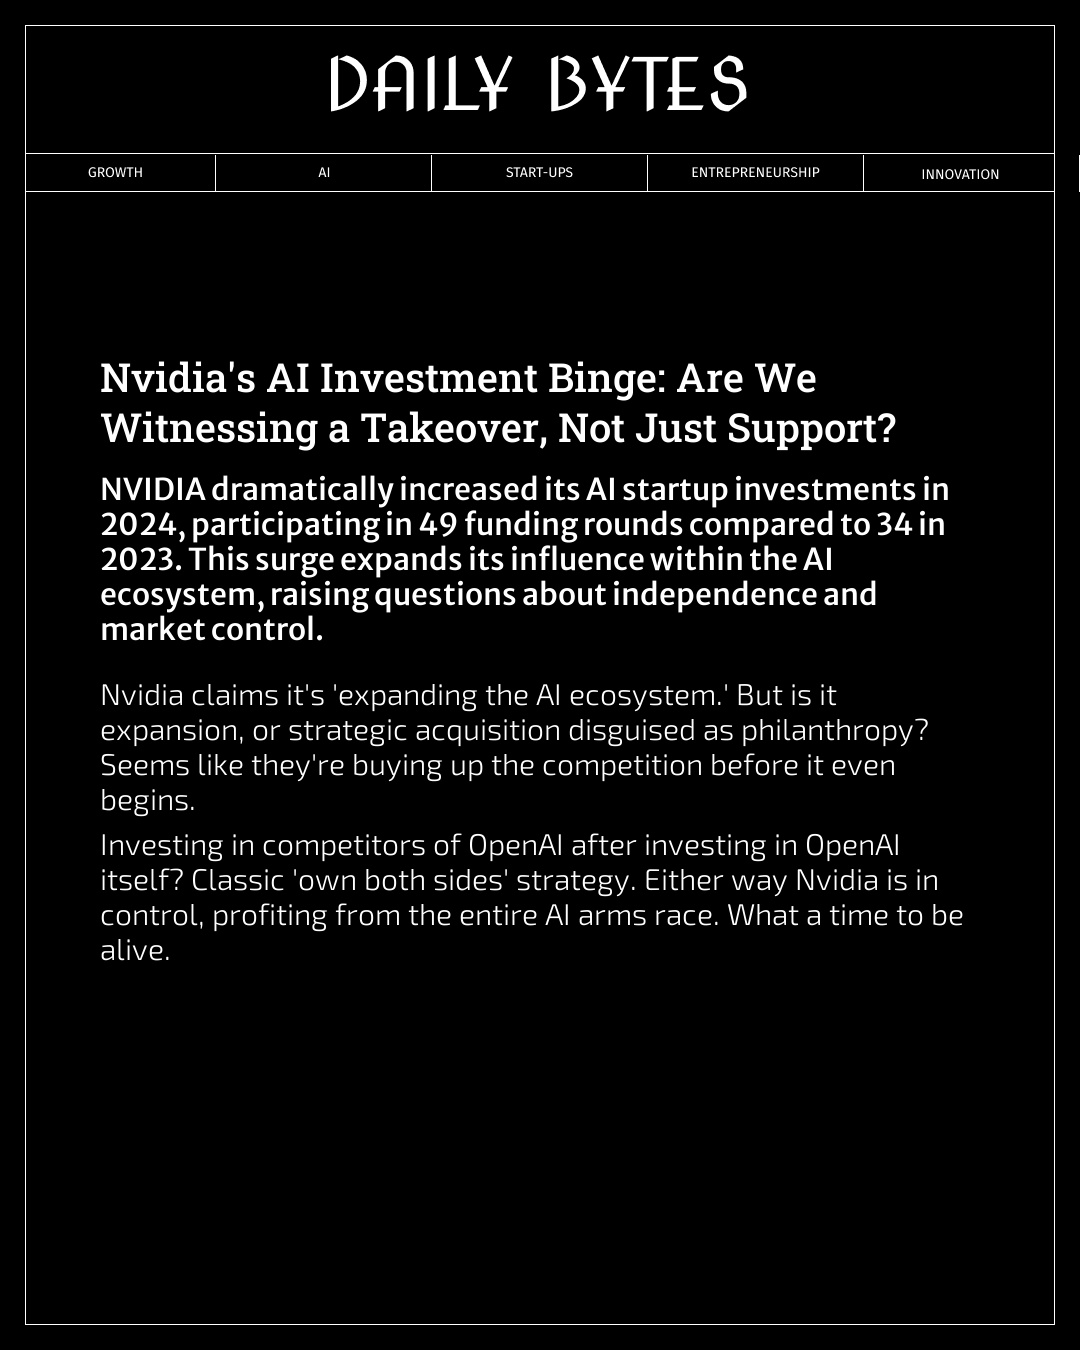 DAILY BYTES
GROWTH
AI
START-UPS
ENTREPRENEURSHIP
INNOVATION
Nvidia's AI Investment Binge: Are We
Witnessing a Takeover, Not Just Support?
NVIDIA dramatically increased its AI startup investments in
2024, participating in 49 funding rounds compared to 34 in
2023. This surge expands its influence within the AI
ecosystem, raising questions about independence and
market control.
Nvidia claims it's 'expanding the AI ecosystem.' But is it
expansion, or strategic acquisition disguised as philanthropy?
Seems like they're buying up the competition before it even
begins.
Investing in competitors of OpenAI after investing in OpenAI
itself? Classic 'own both sides' strategy. Either way Nvidia is in
control, profiting from the entire AI arms race. What a time to be
alive.